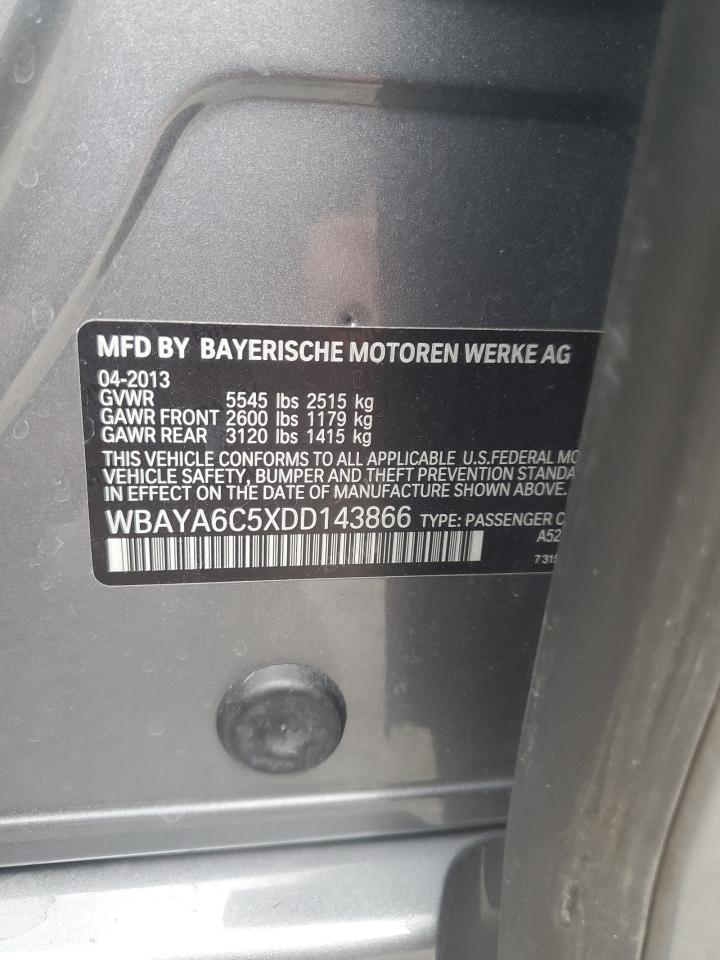 MFD BY BAYERISCHE MOTOREN WERKE AG
04-2013
GVWR 5545 lbs 2515 kg
GAWR FRONT 2600 lbs 1179 kg
GAWR REAR 3120 lbs 1415 kg
THIS VEHICLE CONFORMS TO ALL APPLICABLE U.S.FEDERAL MO
VEHICLE SAFETY, BUMPER AND THEFT PREVENTION STANDA
IN EFFECT ON THE DATE OF MANUFACTURE SHOWN ABOVE.
WBAYA6C5XDD143866 TYPE: PASSENGER C
A52
7315